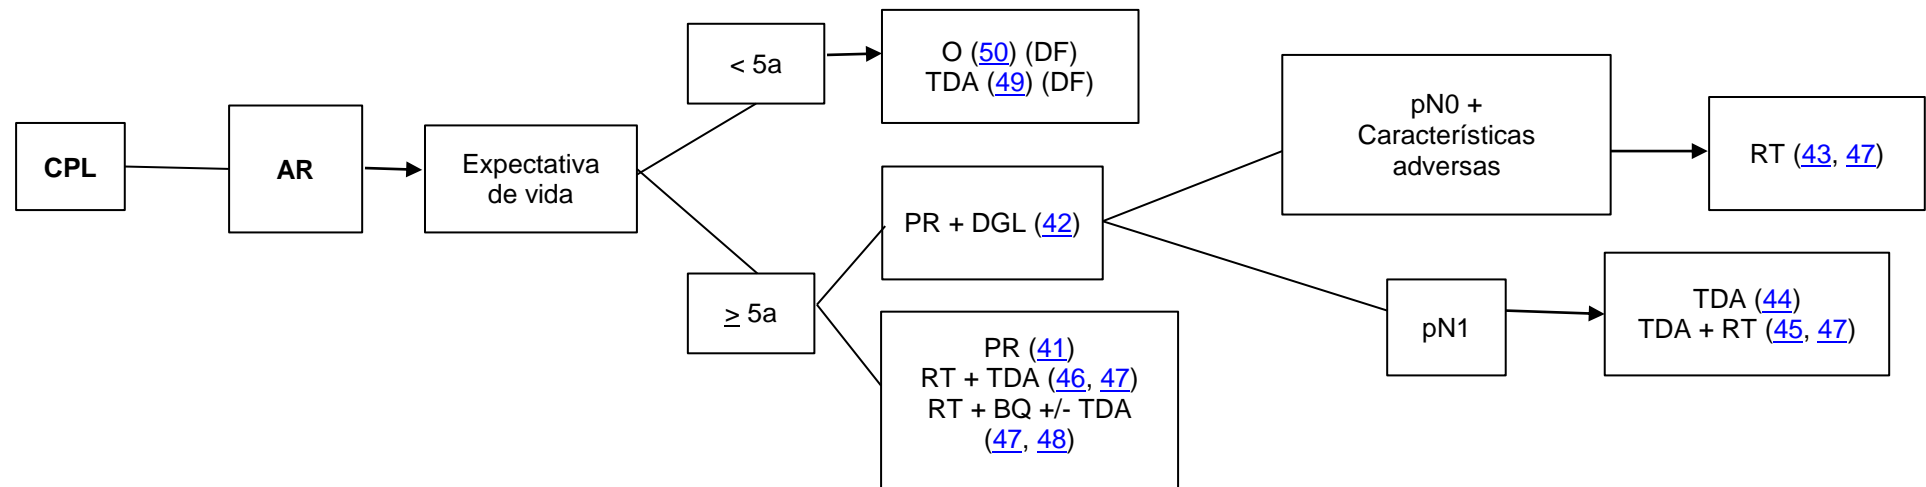 CPL
AR
Expectativa
de vida
< 5a
O (50) (DF)
TDA (49) (DF)
≥ 5a
PR + DGL (42)
PR (41)
RT + TDA (46, 47)
RT + BQ +/- TDA
(47, 48)
pN0 +
Características
adversas
RT (43, 47)
pN1
TDA (44)
TDA + RT (45, 47)